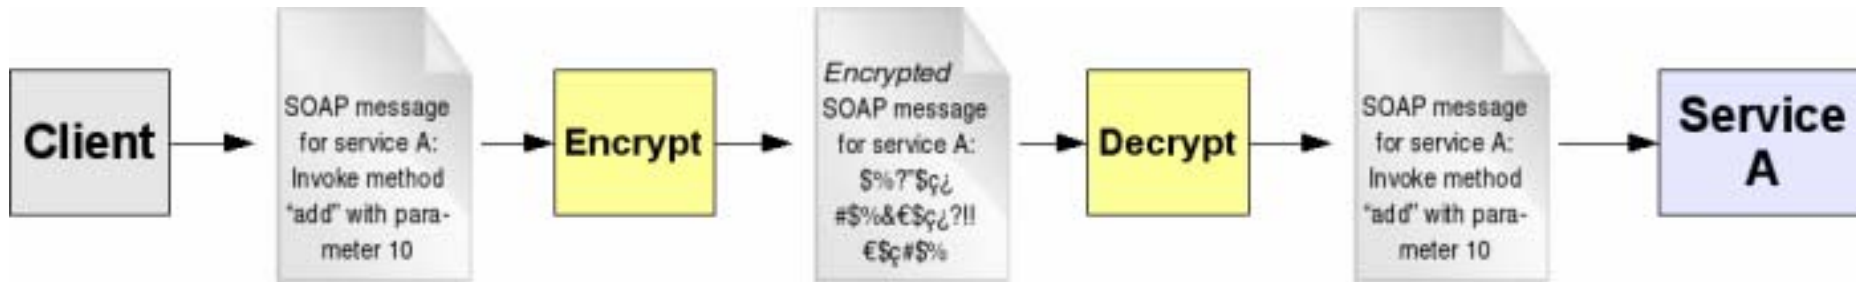 Client
SOAP message
for service A:
Invoke method
“add” with para-
meter 10
Encrypt
Encrypted
SOAP message
for service A:
$%?"$ç¿
#$%&€$ç¿?!!
€$ç#$%
Decrypt
SOAP message
for service A:
Invoke method
“add” with para-
meter 10
Service
A